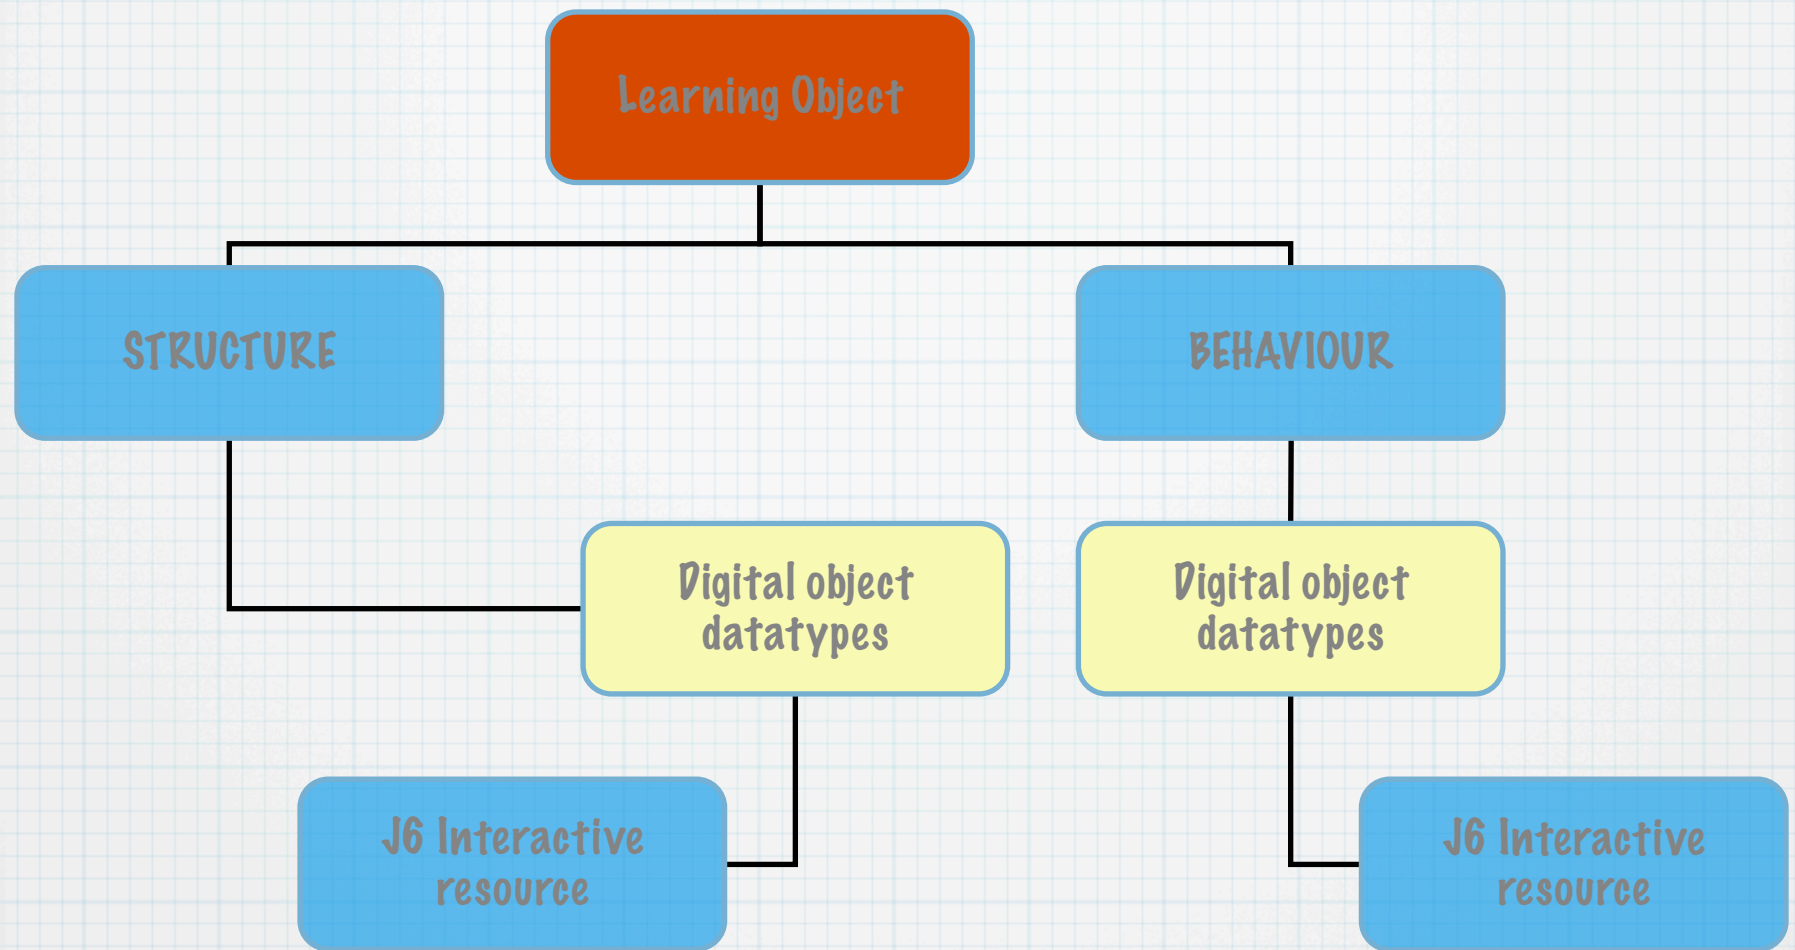 Learning Object
STRUCTURE
BEHAVIOUR
Digital object
datatypes
Digital object
datatypes
J6 Interactive
resource
J6 Interactive
resource